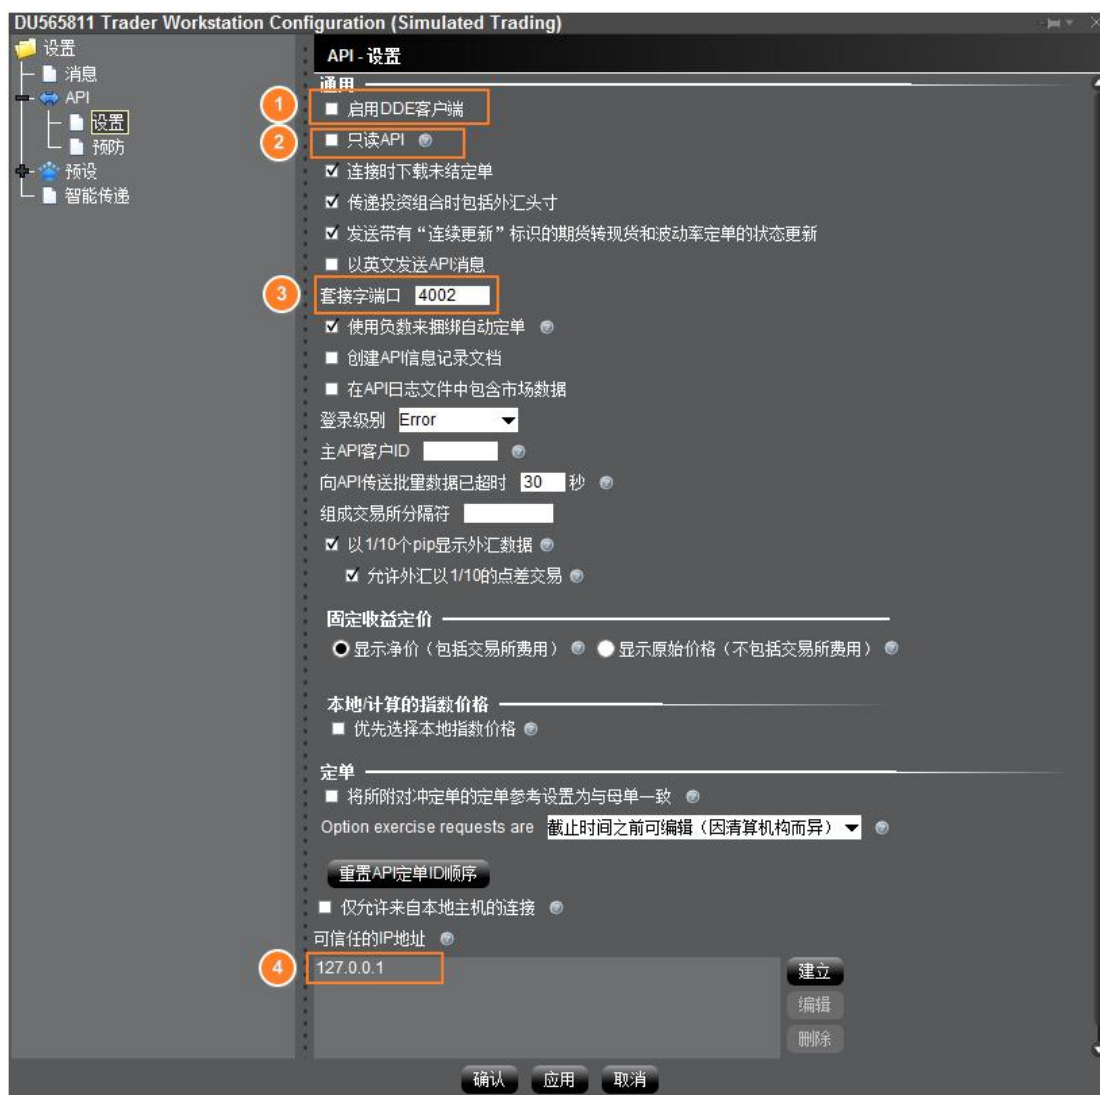 DU565811 Trader Workstation Configuration (Simulated Trading)
设置
消息
API
设置
预防
预设
智能传递
API - 设置
通用
1
启用DDE客户端
2
只读API
连接时下载未结定单
传递投资组合时包括外汇头寸
发送带有“连续更新”标识的期货转现货和波动率定单的状态更新
以英文发送API消息
3
套接字端口 4002
使用负数来捆绑自动定单
创建API信息记录文档
在API日志文件中包含市场数据
登录级别 Error
主API客户ID
向API传送批量数据已超时 30 秒
组成交易所分隔符
以1/10个pip显示外汇数据
允许外汇以1/10的点差交易
固定收益定价
显示净价（包括交易所费用） 显示原始价格（不包括交易所费用）
本地/计算的指数价格
优先选择本地指数价格
定单
将所附对冲定单的定单参考设置为与母单一致
Option exercise requests are 截止时间之前可编辑（因清算机构而异）
重置API定单ID顺序
仅允许来自本地主机的连接
可信任的IP地址
4
127.0.0.1
建立
编辑
删除
确认 应用 取消